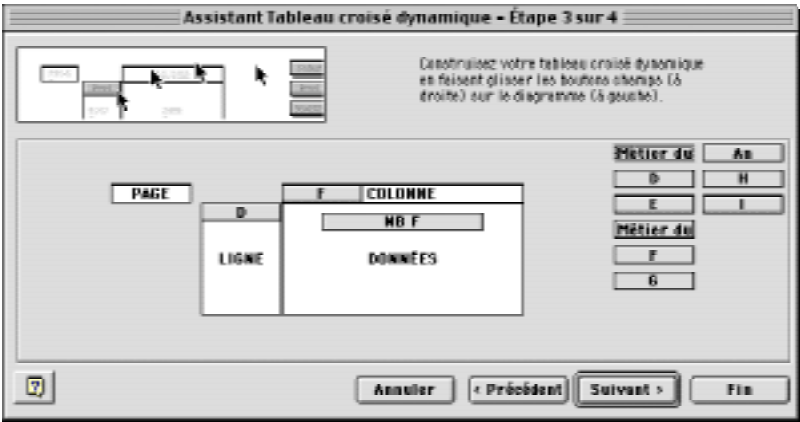 Assistant Tableau croisé dynamique - Étape 3 sur 4
Construisez votre tableau croisé dynamique
en faisant glisser les boutons champs (à
droite) sur le diagramme (à gauche).
Métier du An
D H
E I
Métier du
F
G
PAGE
F COLONNE
D
NB F
LIGNE
DONNÉES
Annuler
< Précédent
Suivant >
Fin